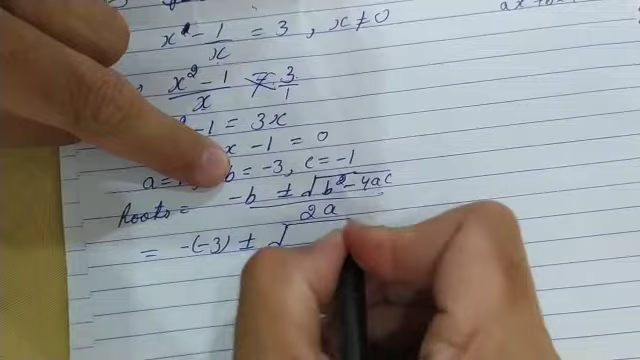 x - 1/x = 3, x ≠ 0
x² - 1 / x = 3/1
-1 = 3x
x - 1 = 0
a = b = -3, c = -1
Roots = -b ± √b² - 4ac / 2a
= -(-3) ± √